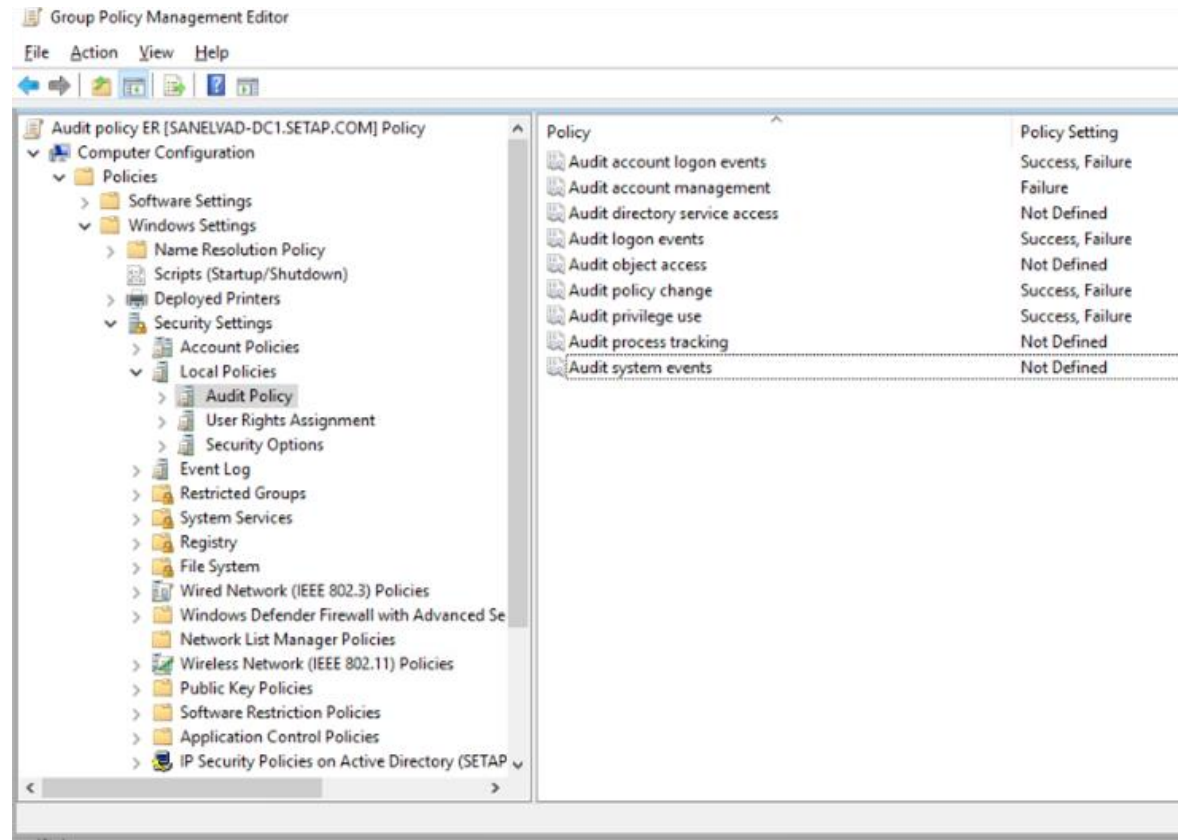 Group Policy Management Editor
File Action View Help
Audit policy ER [SANELVAD-DC1.SETAP.COM] Policy
Computer Configuration
Policies
Software Settings
Windows Settings
Name Resolution Policy
Scripts (Startup/Shutdown)
Deployed Printers
Security Settings
Account Policies
Local Policies
Audit Policy
User Rights Assignment
Security Options
Event Log
Restricted Groups
System Services
Registry
File System
Wired Network (IEEE 802.3) Policies
Windows Defender Firewall with Advanced Se
Network List Manager Policies
Wireless Network (IEEE 802.11) Policies
Public Key Policies
Software Restriction Policies
Application Control Policies
IP Security Policies on Active Directory (SETAP
Policy Policy Setting
Audit account logon events Success, Failure
Audit account management Failure
Audit directory service access Not Defined
Audit logon events Success, Failure
Audit object access Not Defined
Audit policy change Success, Failure
Audit privilege use Success, Failure
Audit process tracking Not Defined
Audit system events Not Defined